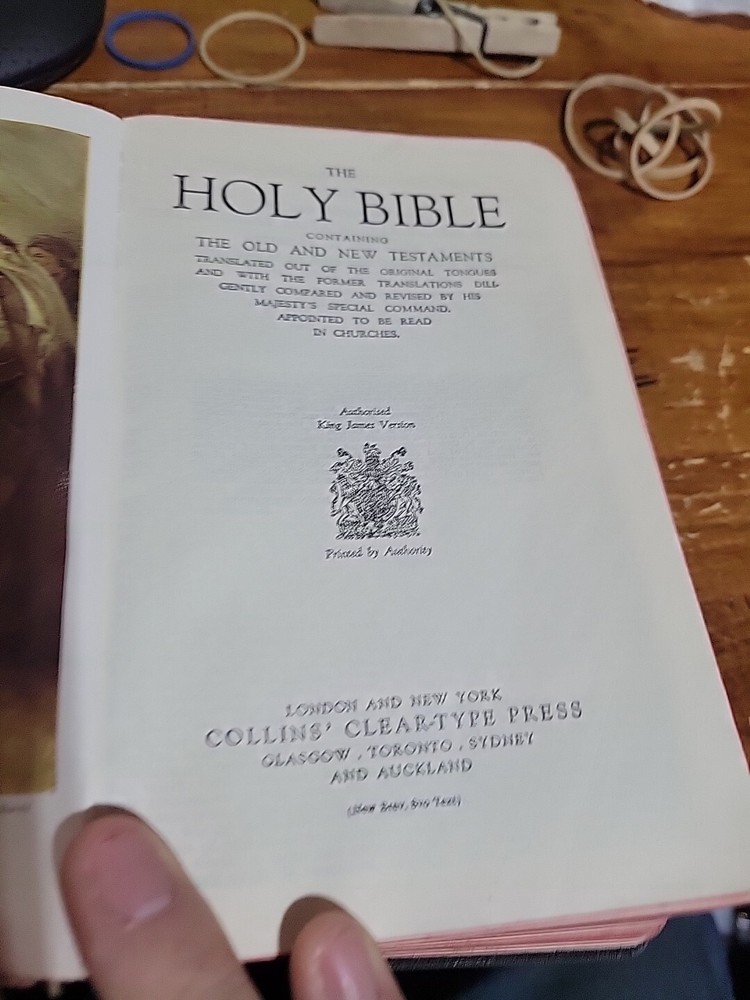 THE
HOLY BIBLE
CONTAINING
THE OLD AND NEW TESTAMENTS
TRANSLATED OUT OF THE ORIGINAL TONGUES
AND WITH THE FORMER TRANSLATIONS DILI-
GENTLY COMPARED AND REVISED BY HIS
MAJESTY'S SPECIAL COMMAND.
APPOINTED TO BE READ
IN CHURCHES.
Authorised
King James Version
Printed by Authority
LONDON AND NEW YORK
COLLINS' CLEAR-TYPE PRESS
GLASGOW, TORONTO, SYDNEY
AND AUCKLAND